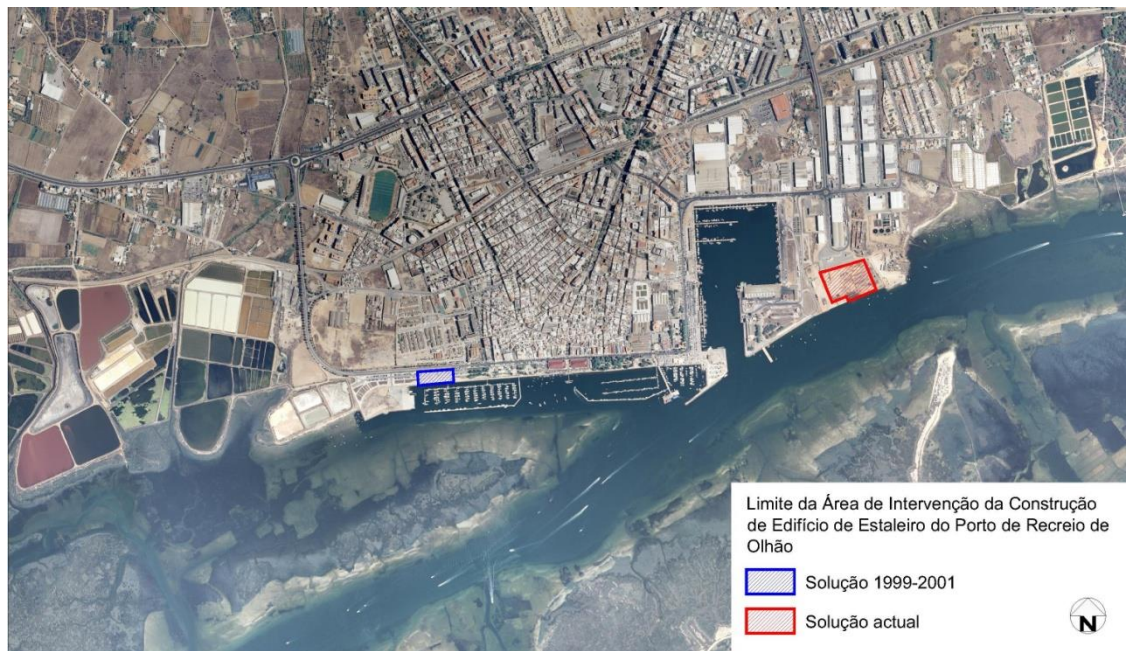 Limite da Área de Intervenção da Construção
de Edifício de Estaleiro do Porto de Recreio de
Olhão
Solução 1999-2001
Solução actual
N